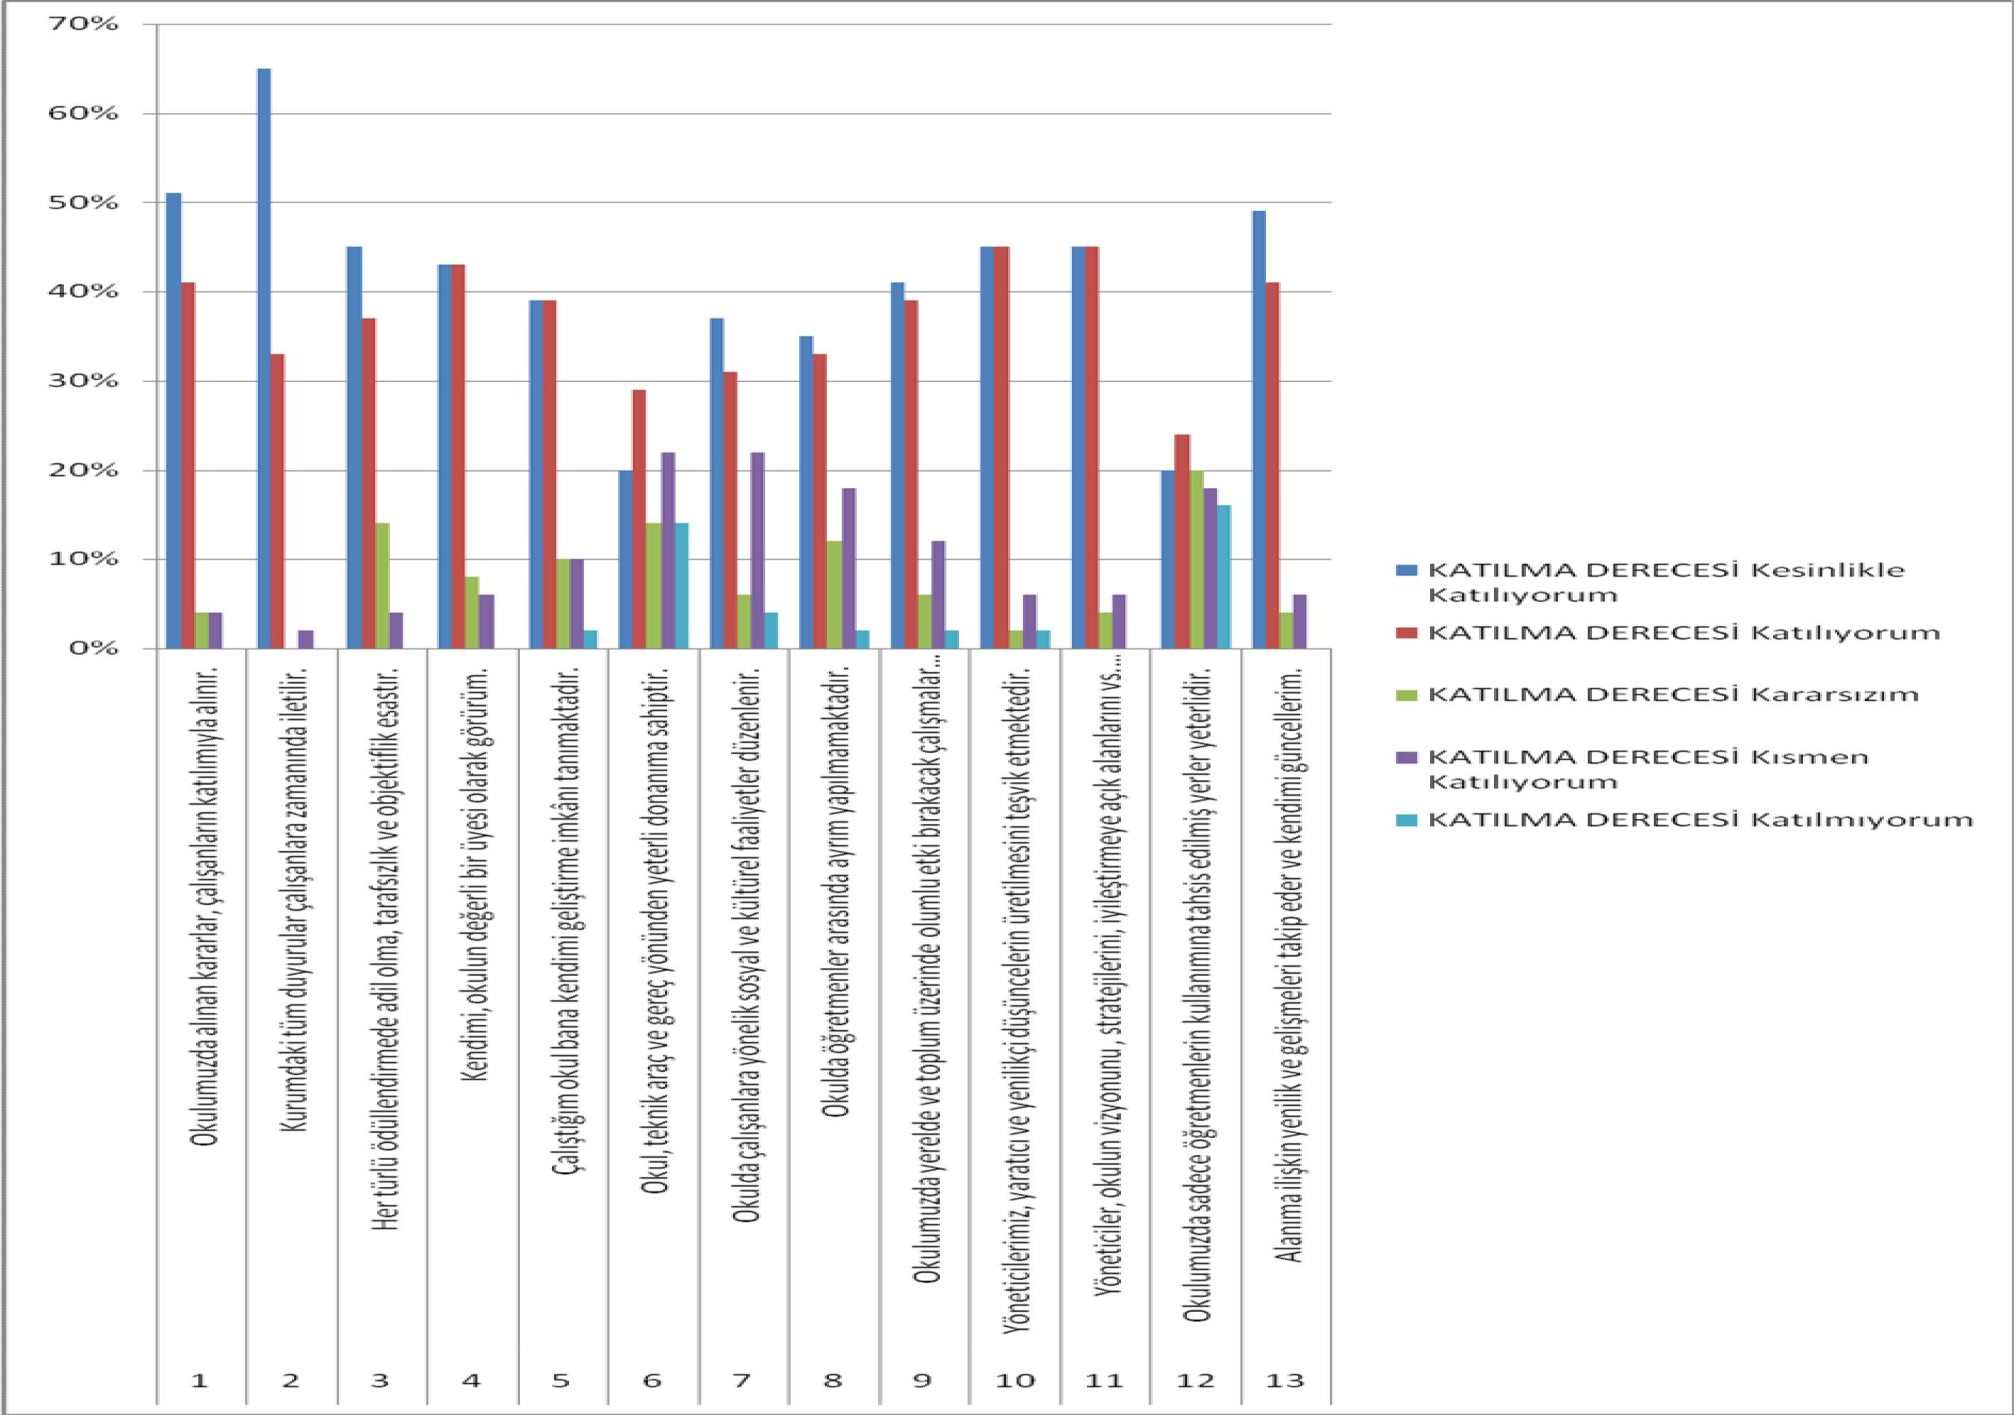 70%
60%
50%
40%
30%
20%
10%
0%
Okulumuzda alınan kararlar, çalışanların katılımıyla alınır.
Kurumdaki tüm duyurular çalışanlara zamanında iletilir.
Her türlü ödüllendirmede adil olma, tarafsızlık ve objektiflik esastır.
Kendimi, okulun değerli bir üyesi olarak görürüm.
Çalıştığım okul bana kendimi geliştirme imkânı tanımaktadır.
Okul, teknik araç ve gereç yönünden yeterli donanıma sahiptir.
Okulda çalışanlara yönelik sosyal ve kültürel faaliyetler düzenlenir.
Okulda öğretmenler arasında ayrım yapılmamaktadır.
Okulumuzda yerelde ve toplum üzerinde olumlu etki bırakacak çalışmalar...
Yöneticilerimiz, yaratıcı ve yenilikçi düşüncelerin üretilmesini teşvik etmektedir.
Yöneticiler, okulun vizyonunu, stratejilerini, iyileştirmeye açık alanlarını vs....
Okulumuzda sadece öğretmenlerin kullanımına tahsis edilmiş yerler yeterlidir.
Alanıma ilişkin yenilik ve gelişmeleri takip eder ve kendimi güncellerim.
1
2
3
4
5
6
7
8
9
10
11
12
13
KATILMA DERECESİ Kesinlikle
Katılıyorum
KATILMA DERECESİ Katılıyorum
KATILMA DERECESİ Kararsızım
KATILMA DERECESİ Kısmen
Katılıyorum
KATILMA DERECESİ Katılmıyorum